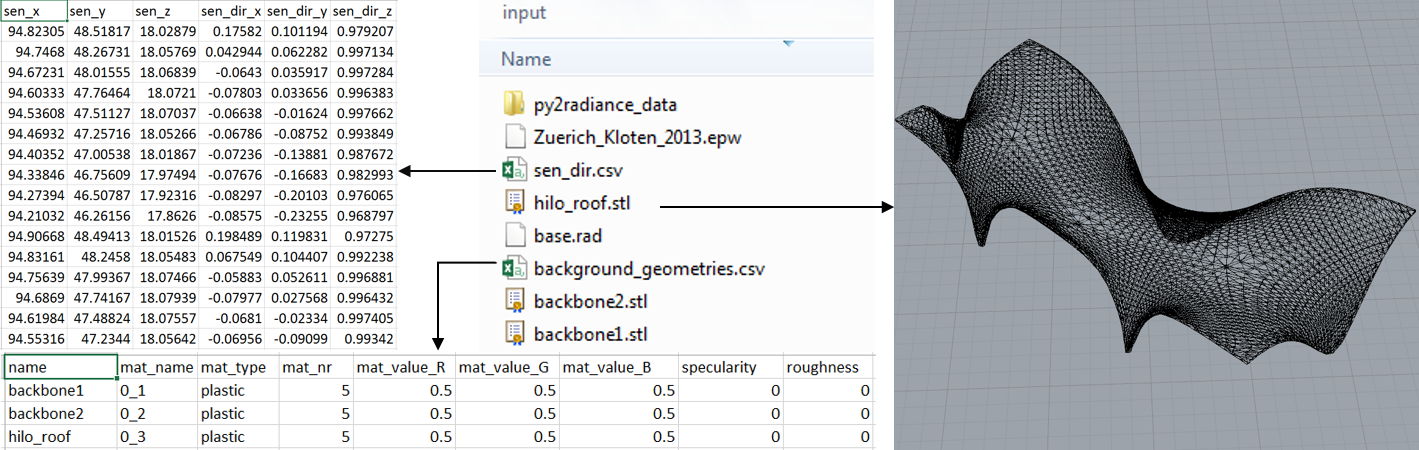 sen_x sen_y sen_z sen_dir_x sen_dir_y sen_dir_z
94.82305 48.51817 18.02879 0.17582 0.101194 0.979207
94.7468 48.26731 18.05769 0.042944 0.062282 0.997134
94.67231 48.01555 18.06839 -0.0643 0.035917 0.997284
94.60333 47.76464 18.0721 -0.07803 0.033656 0.996383
94.53608 47.51127 18.07037 -0.06638 -0.01624 0.997662
94.46932 47.25716 18.05266 -0.06786 -0.08752 0.993849
94.40352 47.00538 18.01867 -0.07236 -0.13881 0.987672
94.33846 46.75609 17.97494 -0.07676 -0.16683 0.982993
94.27394 46.50787 17.92316 -0.08297 -0.20103 0.976065
94.21032 46.26156 17.8626 -0.08575 -0.23255 0.968797
94.90668 48.49413 18.01526 0.198489 0.119831 0.97275
94.83161 48.2458 18.05483 0.067549 0.104407 0.992238
94.75639 47.99367 18.07466 -0.05883 0.052611 0.996881
94.6869 47.74167 18.07939 -0.07977 0.027568 0.996432
94.61984 47.48824 18.07557 -0.0681 -0.02334 0.997405
94.55316 47.2344 18.05642 -0.06956 -0.09099 0.99342
input
Name
py2radiance_data
Zuerich_Kloten_2013.epw
sen_dir.csv
hilo_roof.stl
base.rad
background_geometries.csv
backbone2.stl
backbone1.stl
name mat_name mat_type mat_nr mat_value_R mat_value_G mat_value_B specularity roughness
backbone1 0_1 plastic 5 0.5 0.5 0.5 0 0
backbone2 0_2 plastic 5 0.5 0.5 0.5 0 0
hilo_roof 0_3 plastic 5 0.5 0.5 0.5 0 0